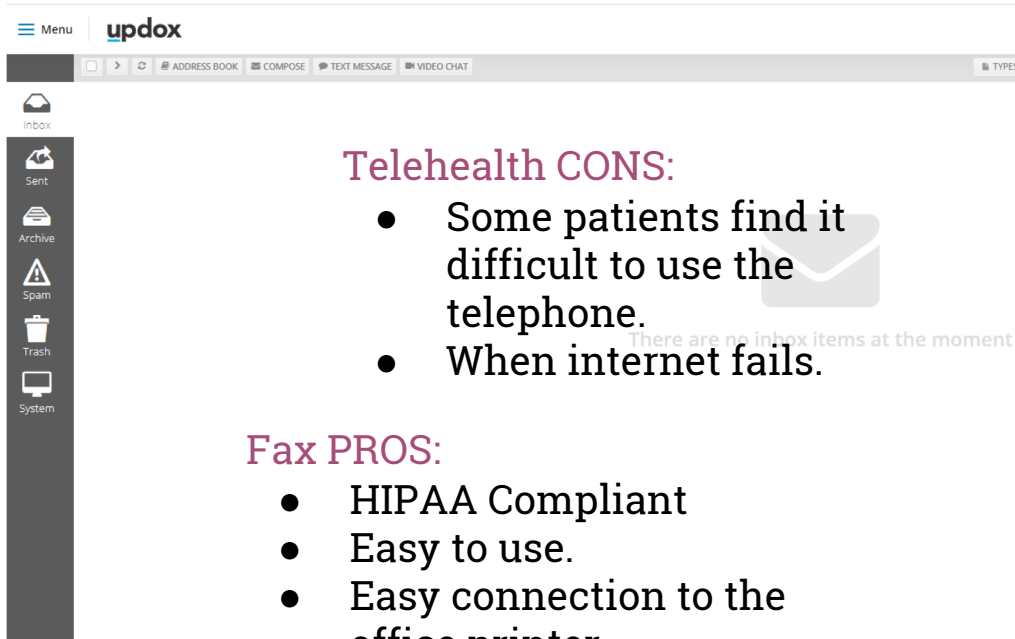 Menu
updox
ADDRESS BOOK
COMPOSE
TEXT MESSAGE
VIDEO CHAT
TYPES
Inbox
Sent
Archive
Spam
Trash
System
Telehealth CONS:
● Some patients find it
difficult to use the
telephone.
There are no inbox items at the moment
● When internet fails.
Fax PROS:
● HIPAA Compliant
● Easy to use.
● Easy connection to the
office printer